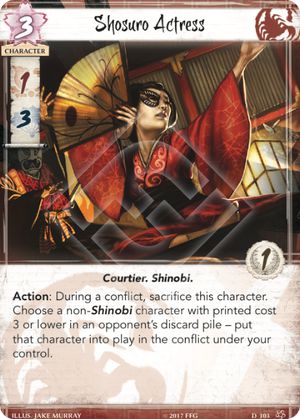 3
Shosuro Actress
CHARACTER
1
3
Courtier. Shinobi.
1
Action: During a conflict, sacrifice this character.
Choose a non-Shinobi character with printed cost
3 or lower in an opponent's discard pile – put
that character into play in the conflict under your
control.
ILLUS. JAKE MURRAY
© 2017 FFG
D 103